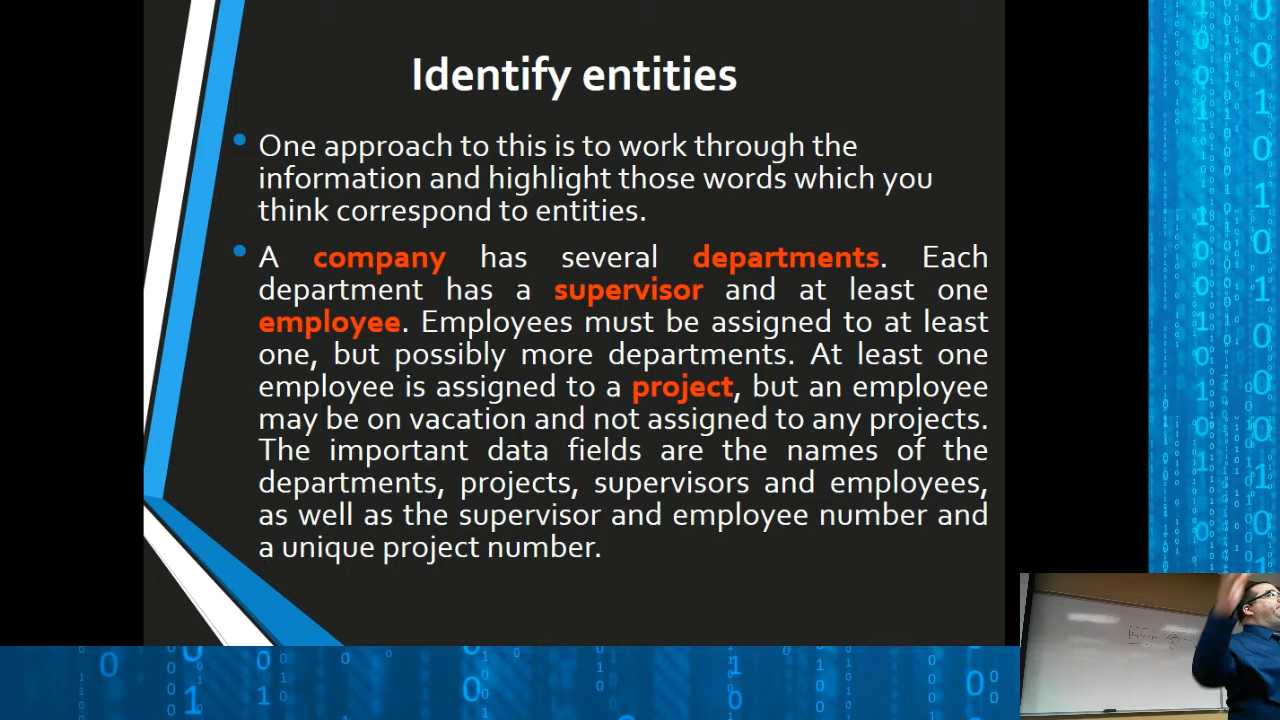 Identify entities
One approach to this is to work through the
information and highlight those words which you
think correspond to entities.
A company has several departments. Each
department has a supervisor and at least one
employee. Employees must be assigned to at least
one, but possibly more departments. At least one
employee is assigned to a project, but an employee
may be on vacation and not assigned to any projects.
The important data fields are the names of the
departments, projects, supervisors and employees,
as well as the supervisor and employee number and
a unique project number.